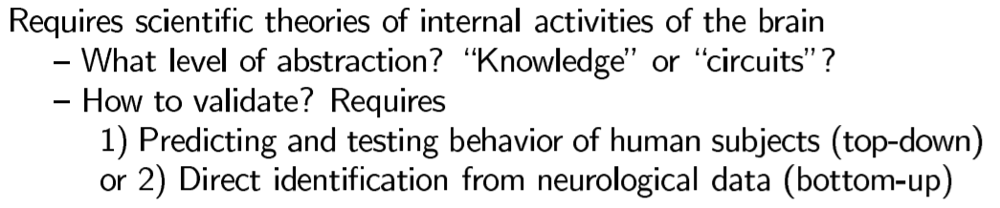 Requires scientific theories of internal activities of the brain
– What level of abstraction? “Knowledge” or “circuits”?
– How to validate? Requires
1) Predicting and testing behavior of human subjects (top-down)
or 2) Direct identification from neurological data (bottom-up)